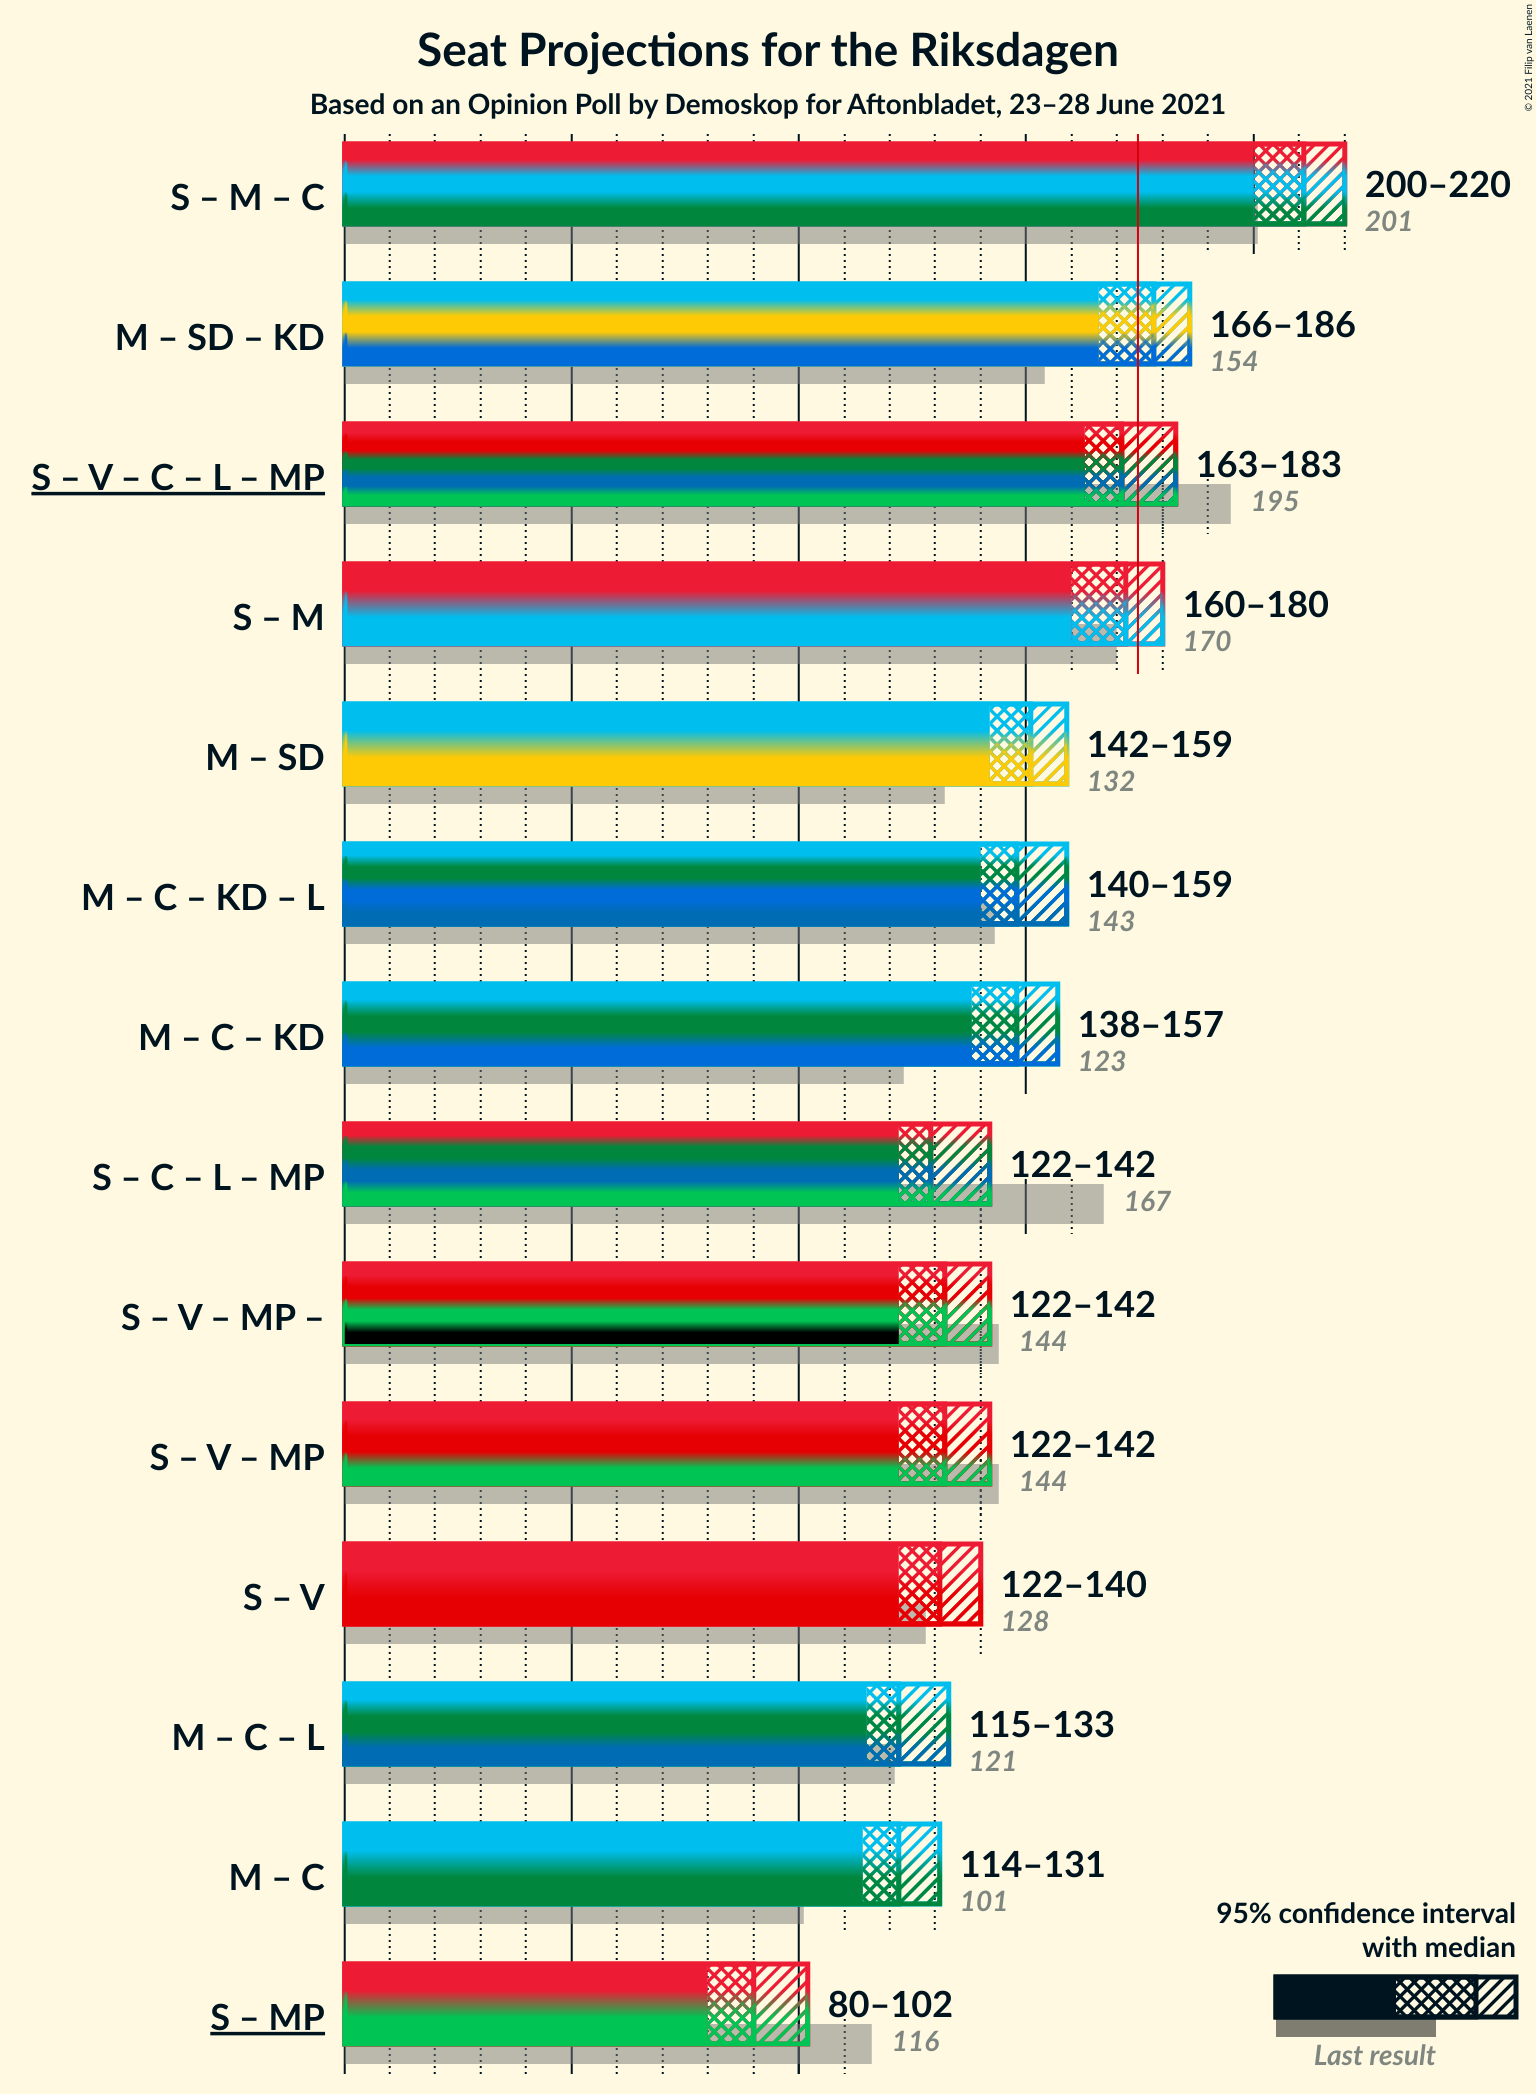 Seat Projections for the Riksdagen
Based on an Opinion Poll by Demoskop for Aftonbladet, 23–28 June 2021
© 2021 Filip van Laenen
S – M – C
200–220
201
M – SD – KD
166–186
154
S – V – C – L – MP
163–183
195
S – M
160–180
170
M – SD
142–159
132
M – C – KD – L
140–159
143
M – C – KD
138–157
123
S – C – L – MP
122–142
167
S – V – MP –
122–142
144
S – V – MP
122–142
144
S – V
122–140
128
M – C – L
115–133
121
M – C
114–131
101
S – MP
80–102
116
95% confidence interval
with median
Last result